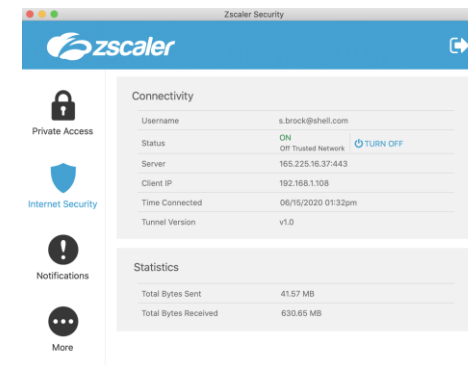 Zscaler Security
zscaler
Private Access
Internet Security
Notifications
More
Connectivity
Username s.brock@shell.com
Status ON
Off Trusted Network TURN OFF
Server 165.225.16.37:443
Client IP 192.168.1.108
Time Connected 06/15/2020 01:32pm
Tunnel Version v1.0
Statistics
Total Bytes Sent 41.57 MB
Total Bytes Received 630.65 MB